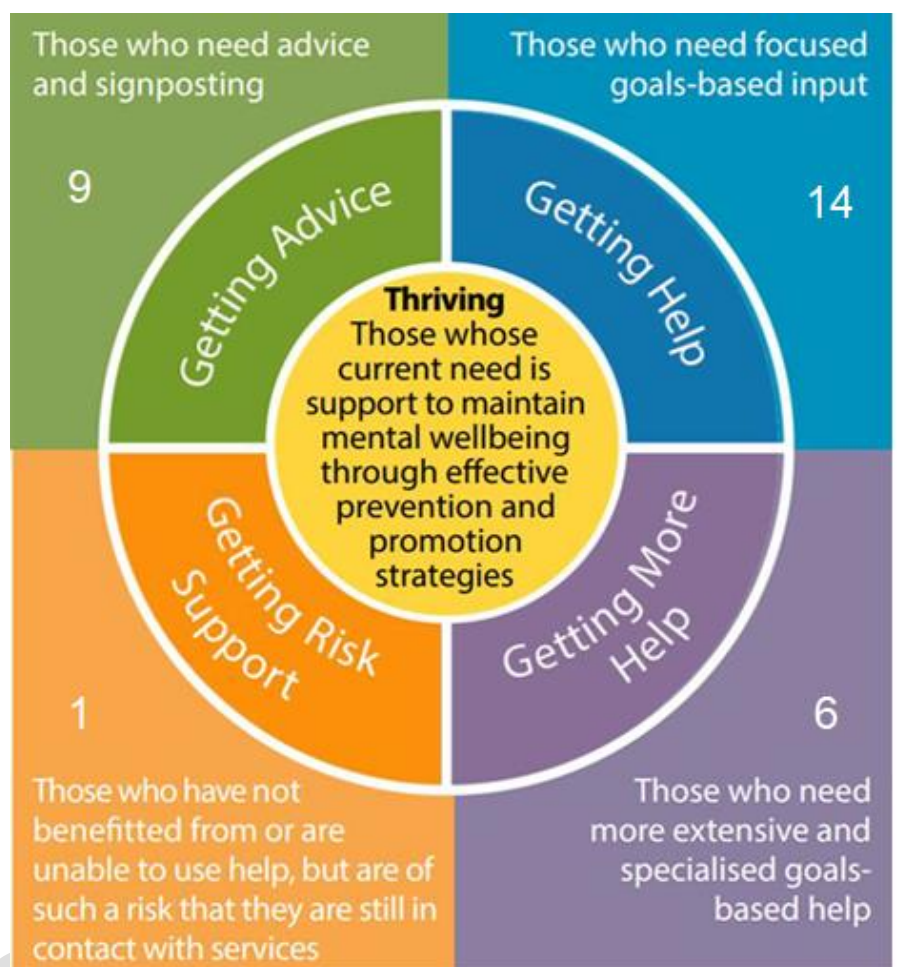 Those who need advice
and signposting
9
Getting Advice
Those who need focused
goals-based input
14
Getting Help
Thriving
Those whose
current need is
support to maintain
mental wellbeing
through effective
prevention and
promotion
strategies
Getting Risk
Support
1
Those who have not
benefitted from or are
unable to use help, but are of
such a risk that they are still in
contact with services
Getting More
Help
6
Those who need
more extensive and
specialised goals-
based help